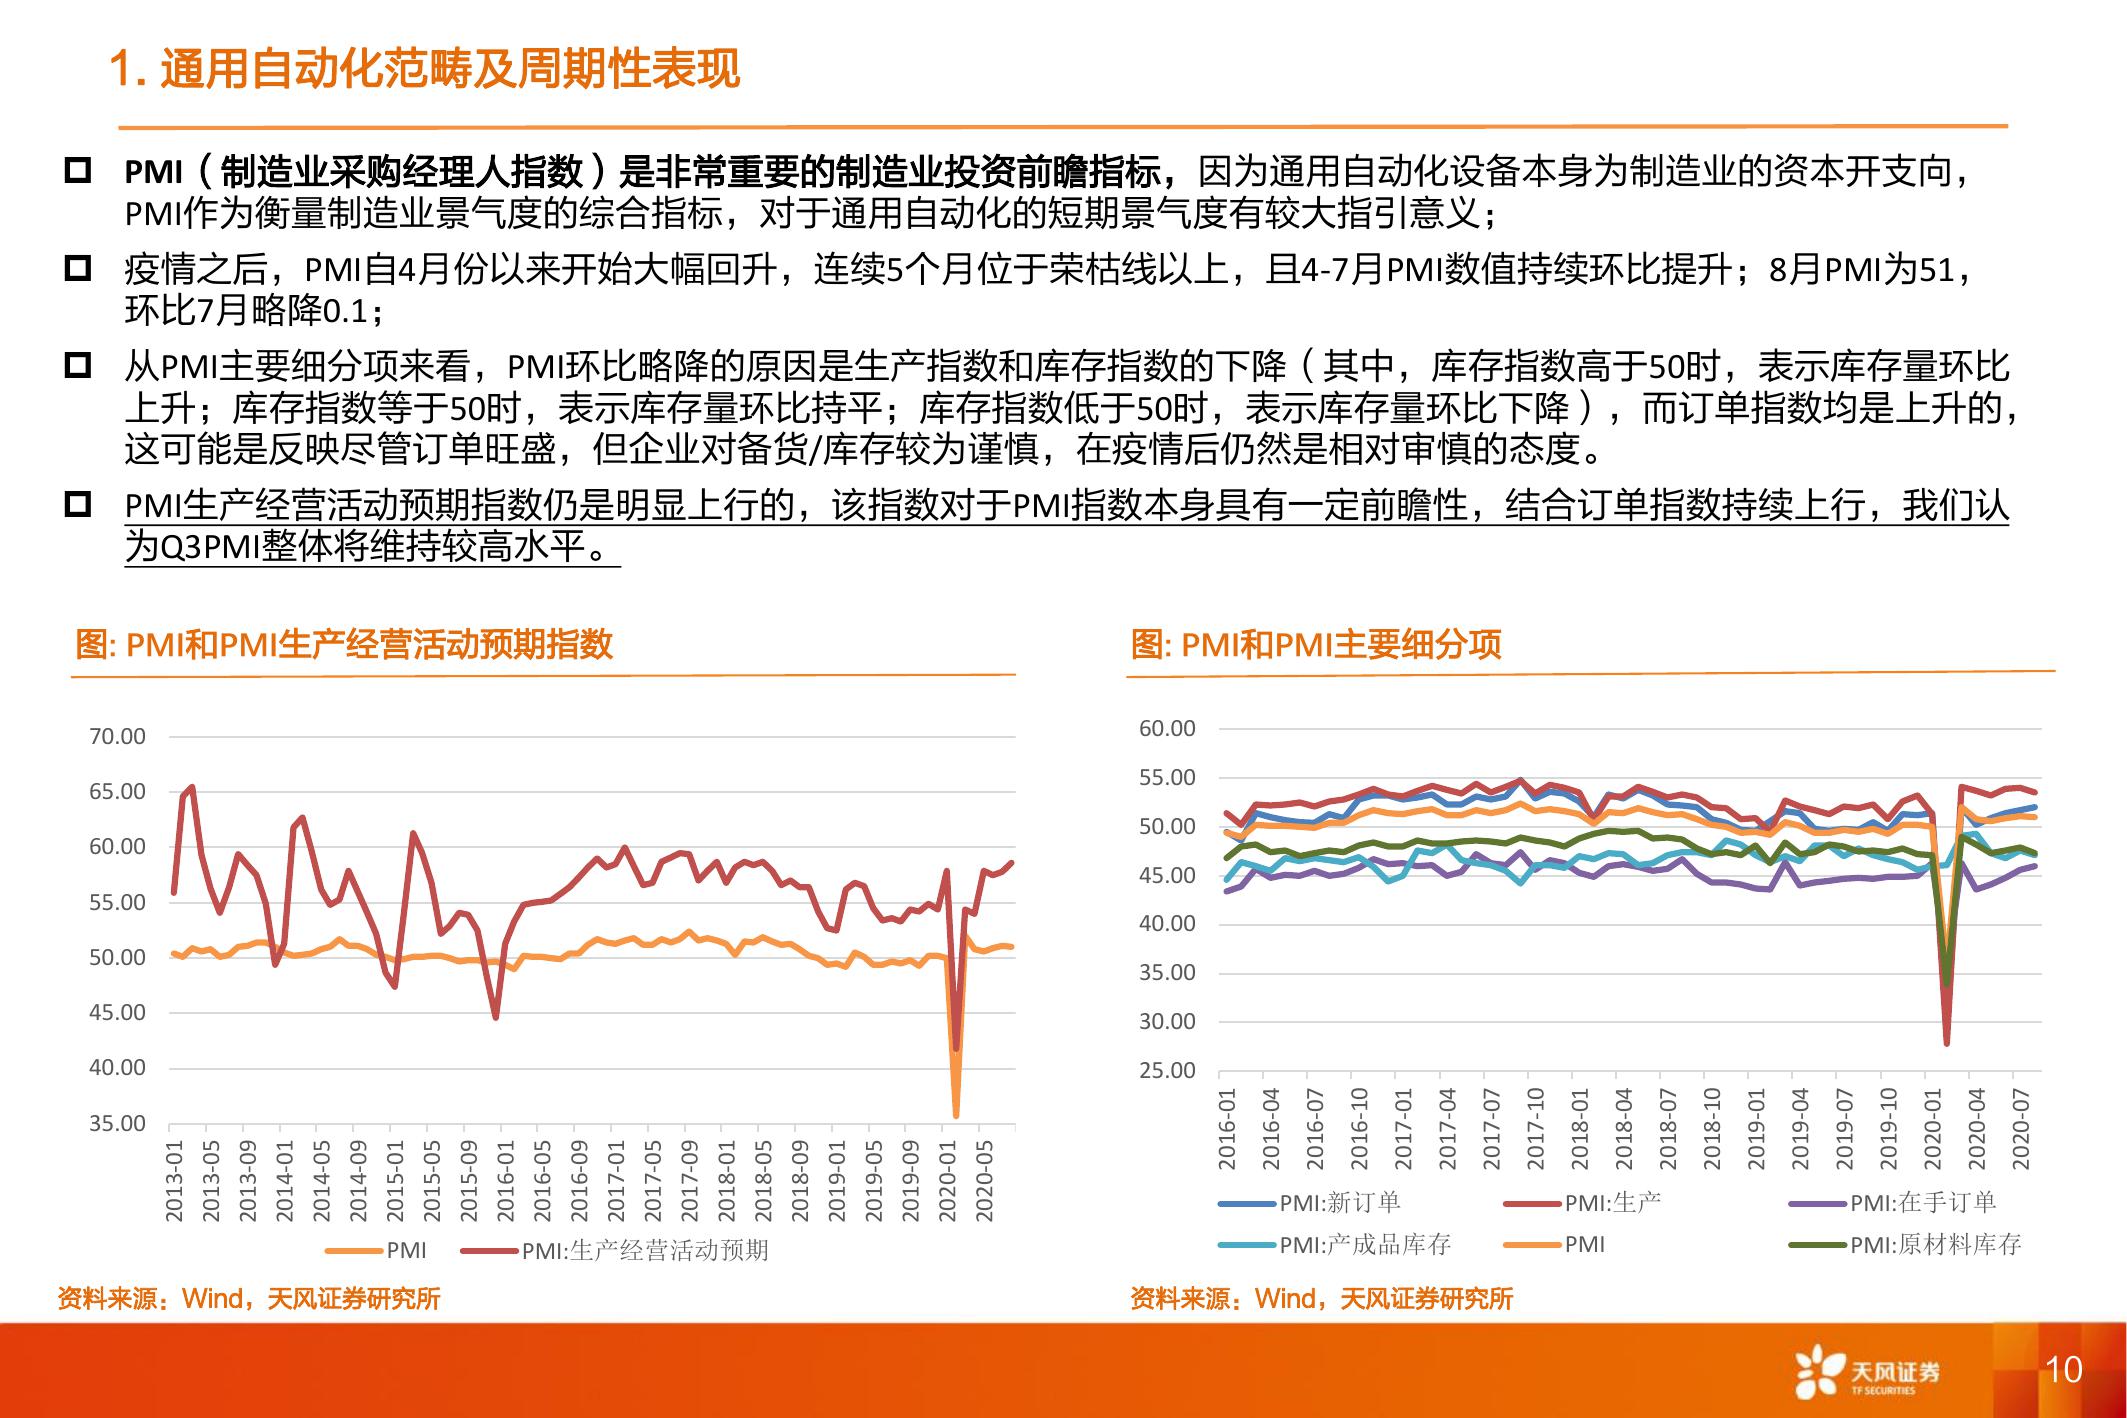 1. 通用自动化范畴及周期性表现
PMI（制造业采购经理人指数）是非常重要的制造业投资前瞻指标，因为通用自动化设备本身为制造业的资本开支向，
PMI作为衡量制造业景气度的综合指标，对于通用自动化的短期景气度有较大指引意义；
疫情之后，PMI自4月份以来开始大幅回升，连续5个月位于荣枯线以上，且4-7月PMI数值持续环比提升；8月PMI为51，
环比7月略降0.1；
从PMI主要细分项来看，PMI环比略降的原因是生产指数和库存指数的下降（其中，库存指数高于50时，表示库存量环比
上升；库存指数等于50时，表示库存量环比持平；库存指数低于50时，表示库存量环比下降），而订单指数均是上升的，
这可能是反映尽管订单旺盛，但企业对备货/库存较为谨慎，在疫情后仍然是相对审慎的态度。
PMI生产经营活动预期指数仍是明显上行的，该指数对于PMI指数本身具有一定前瞻性，结合订单指数持续上行，我们认
为Q3PMI整体将维持较高水平。
图: PMI和PMI生产经营活动预期指数
70.00
65.00
60.00
55.00
50.00
45.00
40.00
35.00
2013-01
2013-05
2013-09
2014-01
2014-05
2014-09
2015-01
2015-05
2015-09
2016-01
2016-05
2016-09
2017-01
2017-05
2017-09
2018-01
2018-05
2018-09
2019-01
2019-05
2019-09
2020-01
2020-05
PMI
PMI:生产经营活动预期
资料来源：Wind，天风证券研究所
图: PMI和PMI主要细分项
60.00
55.00
50.00
45.00
40.00
35.00
30.00
25.00
2016-01
2016-04
2016-07
2016-10
2017-01
2017-04
2017-07
2017-10
2018-01
2018-04
2018-07
2018-10
2019-01
2019-04
2019-07
2019-10
2020-01
2020-04
2020-07
PMI:新订单
PMI:生产
PMI:在手订单
PMI:产成品库存
PMI
PMI:原材料库存
资料来源：Wind，天风证券研究所
天风证券
TF SECURITIES
10